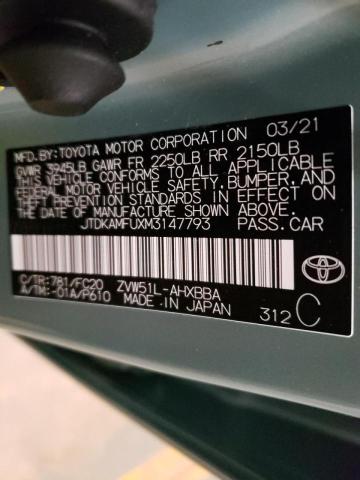 MFD.BY:TOYOTA MOTOR CORPORATION 03/21
GVWR 3945LB GAWR FR 2250LB RR 2150LB
THIS VEHICLE CONFORMS TO ALL APPLICABLE
FEDERAL MOTOR VEHICLE SAFETY, BUMPER, AND
THEFT PREVENTION STANDARDS IN EFFECT ON
THE DATE OF MANUFACTURE SHOWN ABOVE.
JTDKAMFUXM3147793 PASS.CAR
C/TR:781/FC20 ZVW51L-AHXBBA
A/TM:-01A/P610 MADE IN JAPAN
312 C